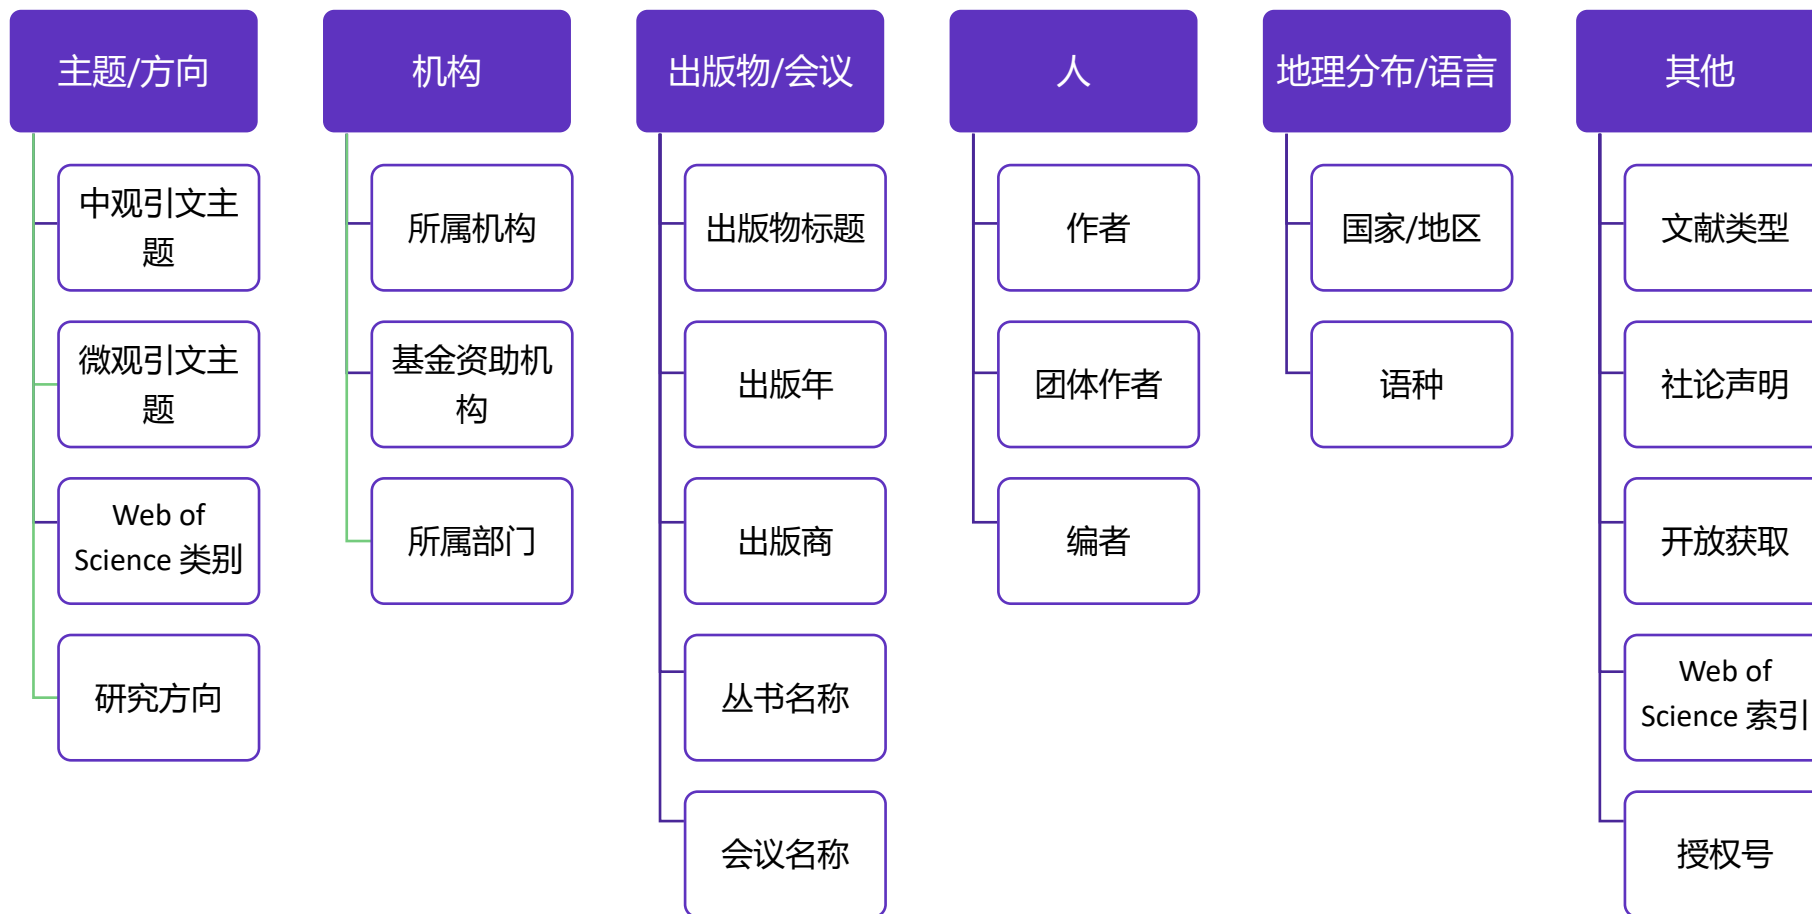 主题/方向
中观引文主
题
微观引文主
题
Web of
Science 类别
研究方向
机构
所属机构
基金资助机
构
所属部门
出版物/会议
出版物标题
出版年
出版商
丛书名称
会议名称
人
作者
团体作者
编者
地理分布/语言
国家/地区
语种
其他
文献类型
社论声明
开放获取
Web of
Science 索引
授权号